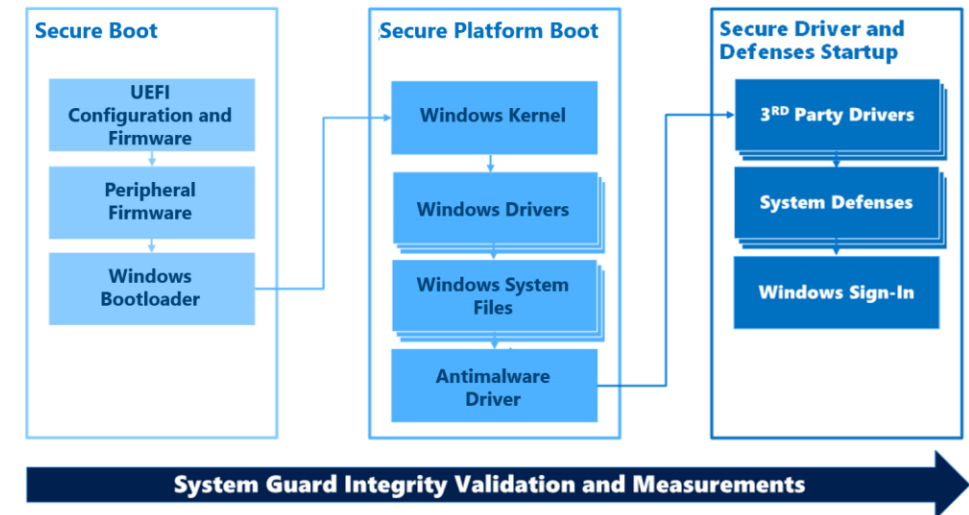 Secure Boot
UEFI
Configuration and
Firmware
Peripheral
Firmware
Windows
Bootloader
Secure Platform Boot
Windows Kernel
Windows Drivers
Windows System
Files
Antimalware
Driver
Secure Driver and
Defenses Startup
3RD Party Drivers
System Defenses
Windows Sign-In
System Guard Integrity Validation and Measurements